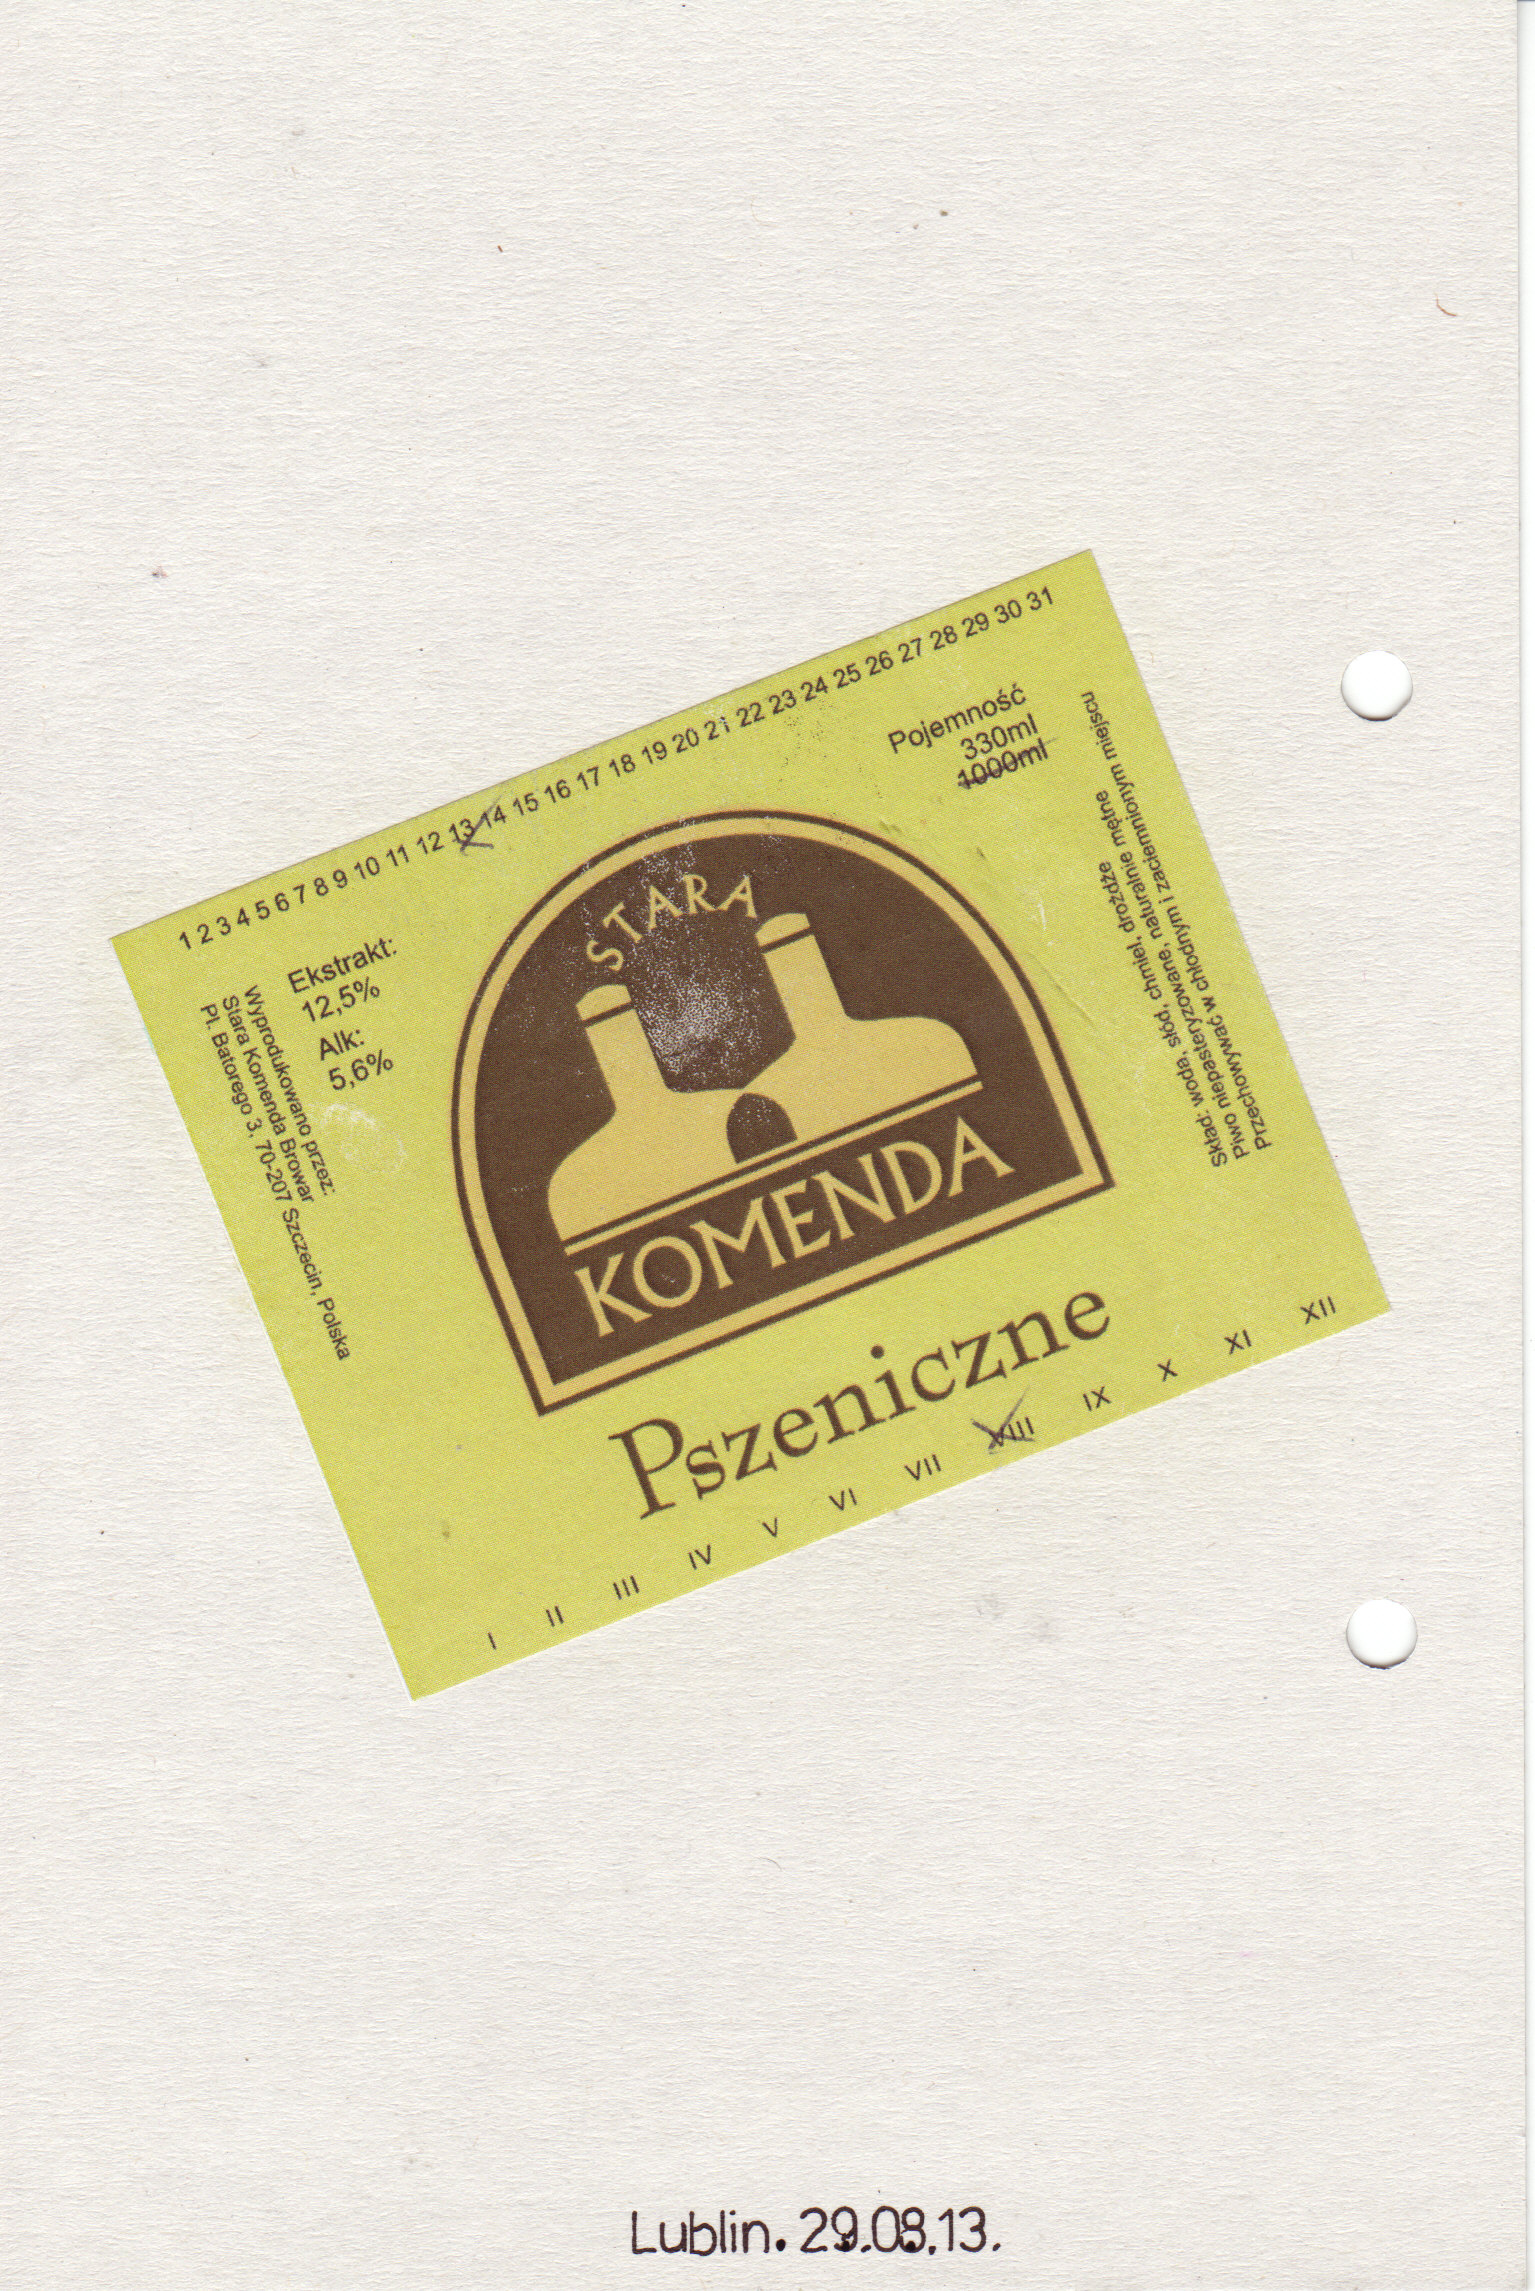 1 2 3 4 5 6 7 8 9 10 11 12 13 14 15 16 17 18 19 20 21 22 23 24 25 26 27 28 29 30 31
Ekstrakt:
12,5%
Alk:
5,6%
Wyprodukowano przez:
Stara Komenda Browar
Pl. Batorego 3, 70-207 Szczecin, Polska
STARA
KOMENDA
Pszeniczne
Pojemność
330ml
1000ml
Skład: woda, słód, chmiel, drożdże
Piwo niepasteryzowane, naturalnie mętne
Przechowywać w chłodnym i zaciemnionym miejscu
I II III IV V VI VII VIII IX X XI XII
Lublin. 29.08.13.